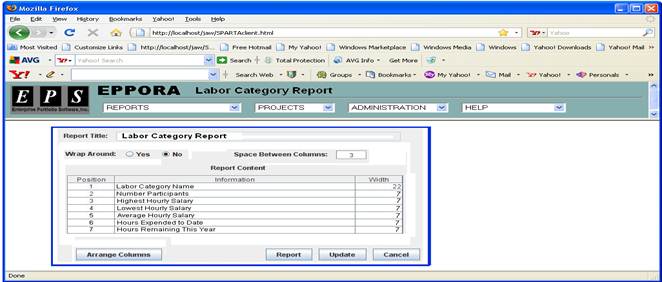 Mozilla Firefox
File Edit View History Bookmarks Yahoo! Tools Help
http://localhost/jaw/SPARTAclient.html Yahoo
Most Visited Customize Links http://localhost/jaw/S... Free Hotmail My Yahoo! Windows Marketplace Windows Media Windows Yahoo! Downloads Yahoo! Mail »
AVG Y! Yahoo! Search Search Total Protection AVG Info Get More
Y! Search Web Groups Bookmarks My Yahoo! Mail Yahoo! Personals »
EPS EPPORA Labor Category Report
Enterprise Portfolio Software, Inc. REPORTS PROJECTS ADMINISTRATION HELP
Report Title: Labor Category Report
Wrap Around: Yes No Space Between Columns: 3
Report Content
Position Information Width
1 Labor Category Name 22
2 Number Participants 7
3 Highest Hourly Salary 7
4 Lowest Hourly Salary 7
5 Average Hourly Salary 7
6 Hours Expended to Date 7
7 Hours Remaining This Year 7
Arrange Columns Report Update Cancel
Done